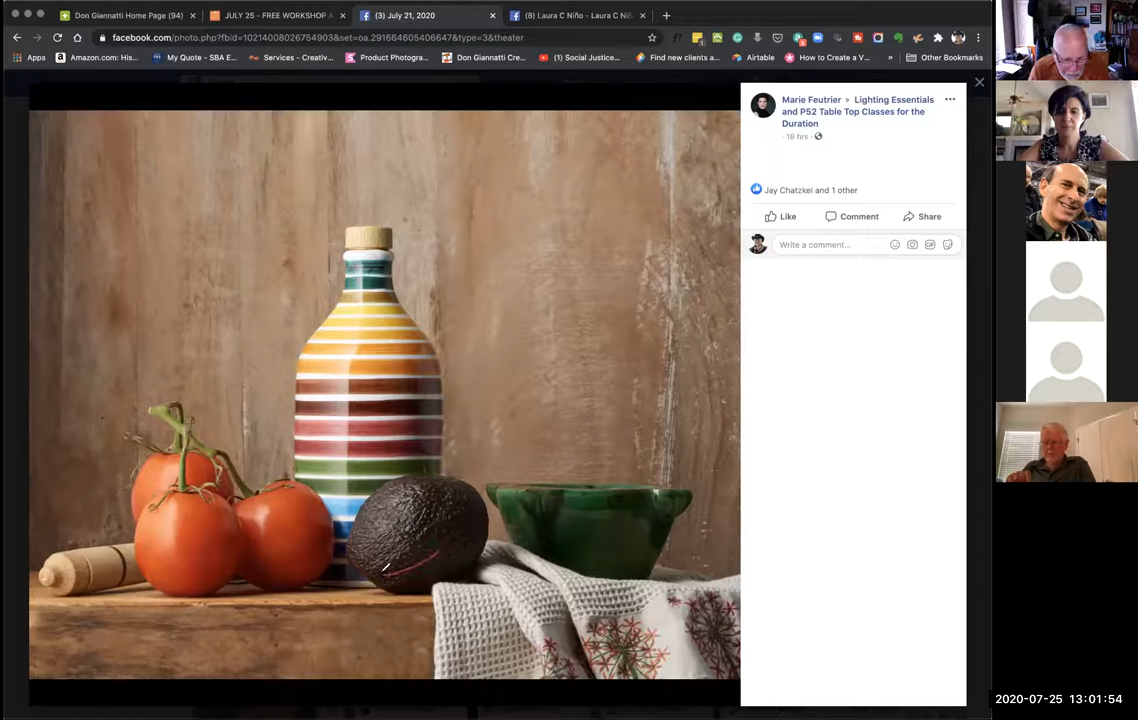 Don Giannatti Home Page (94)
JULY 25 - FREE WORKSHOP A
(3) July 21, 2020
(8) Laura C Niño - Laura C Niñ
facebook.com/photo.php?fbid=10214008026754903&set=oa.291664605406647&type=3&theater
Apps
Amazon.com: His...
My Quote - SBA E...
Services - Creativ...
Product Photogra...
Don Giannatti Cre...
(1) Social Justice...
Find new clients a...
Airtable
How to Create a V...
»
Other Bookmarks
Marie Feutrier ▸ Lighting Essentials
and P52 Table Top Classes for the
Duration
· 18 hrs ·
Jay Chatzkel and 1 other
Like
Comment
Share
Write a comment...
GIF
2020-07-25 13:01:54